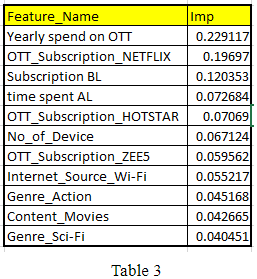 Feature_Name Imp
Yearly spend on OTT 0.229117
OTT_Subscription_NETFLIX 0.19697
Subscription BL 0.120353
time spent AL 0.072684
OTT_Subscription_HOTSTAR 0.07069
No_of_Device 0.067124
OTT_Subscription_ZEE5 0.059562
Internet_Source_Wi-Fi 0.055217
Genre_Action 0.045168
Content_Movies 0.042665
Genre_Sci-Fi 0.040451
Table 3